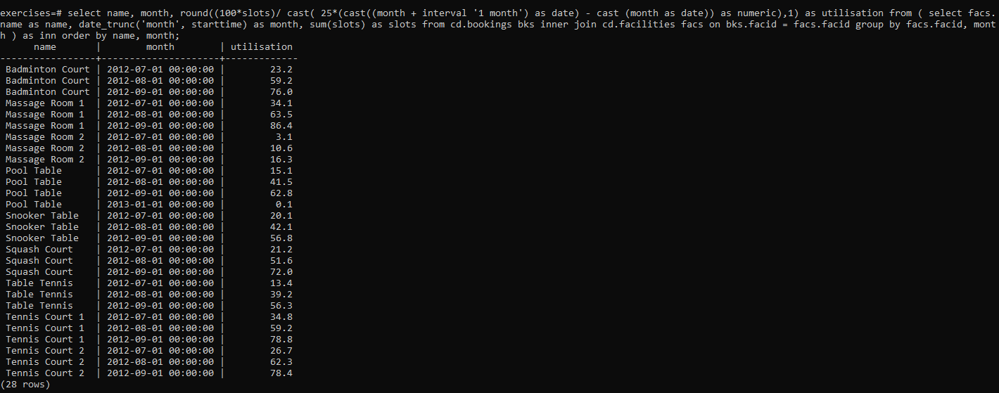 exercises=# select name, month, round((100*slots)/ cast( 25*(cast((month + interval '1 month') as date) - cast (month as date)) as numeric),1) as utilisation from ( select facs.
name as name, date_trunc('month', starttime) as month, sum(slots) as slots from cd.bookings bks inner join cd.facilities facs on bks.facid = facs.facid group by facs.facid, mont
h ) as inn order by name, month;
      name       |        month        | utilisation
-----------------+---------------------+-------------
 Badminton Court | 2012-07-01 00:00:00 |        23.2
 Badminton Court | 2012-08-01 00:00:00 |        59.2
 Badminton Court | 2012-09-01 00:00:00 |        76.0
 Massage Room 1  | 2012-07-01 00:00:00 |        34.1
 Massage Room 1  | 2012-08-01 00:00:00 |        63.5
 Massage Room 1  | 2012-09-01 00:00:00 |        86.4
 Massage Room 2  | 2012-07-01 00:00:00 |         3.1
 Massage Room 2  | 2012-08-01 00:00:00 |        10.6
 Massage Room 2  | 2012-09-01 00:00:00 |        16.3
 Pool Table      | 2012-07-01 00:00:00 |        15.1
 Pool Table      | 2012-08-01 00:00:00 |        41.5
 Pool Table      | 2012-09-01 00:00:00 |        62.8
 Pool Table      | 2013-01-01 00:00:00 |         0.1
 Snooker Table   | 2012-07-01 00:00:00 |        20.1
 Snooker Table   | 2012-08-01 00:00:00 |        42.1
 Snooker Table   | 2012-09-01 00:00:00 |        56.8
 Squash Court    | 2012-07-01 00:00:00 |        21.2
 Squash Court    | 2012-08-01 00:00:00 |        51.6
 Squash Court    | 2012-09-01 00:00:00 |        72.0
 Table Tennis    | 2012-07-01 00:00:00 |        13.4
 Table Tennis    | 2012-08-01 00:00:00 |        39.2
 Table Tennis    | 2012-09-01 00:00:00 |        56.3
 Tennis Court 1  | 2012-07-01 00:00:00 |        34.8
 Tennis Court 1  | 2012-08-01 00:00:00 |        59.2
 Tennis Court 1  | 2012-09-01 00:00:00 |        78.8
 Tennis Court 2  | 2012-07-01 00:00:00 |        26.7
 Tennis Court 2  | 2012-08-01 00:00:00 |        62.3
 Tennis Court 2  | 2012-09-01 00:00:00 |        78.4
(28 rows)